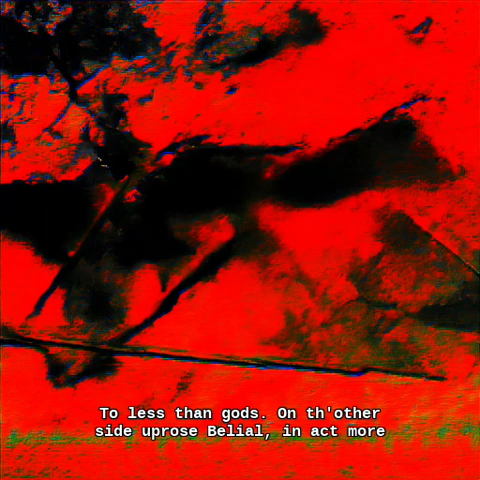 To less than gods. On th'other
side uprose Belial, in act more